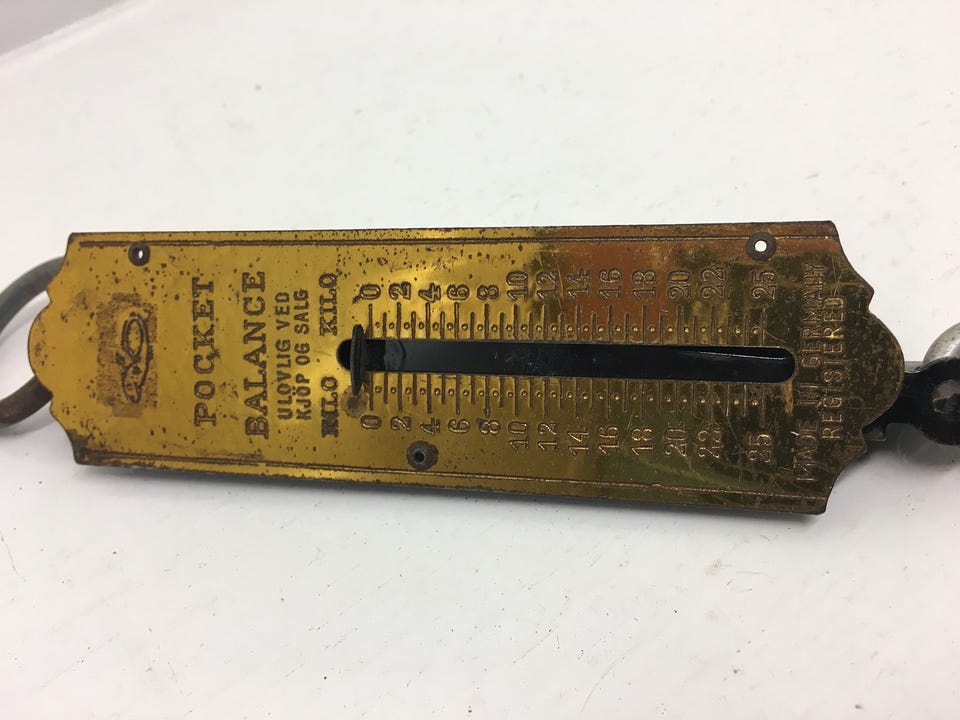 POCKET
BALANCE
ULOVLIG VED
KJÖP OG SALG
KILO KILO
0 0
2 2
4 4
6 6
8 8
10 10
12 12
14 14
16 16
18 18
20 20
22 22
25 25
MADE IN GERMANY
REGISTERED